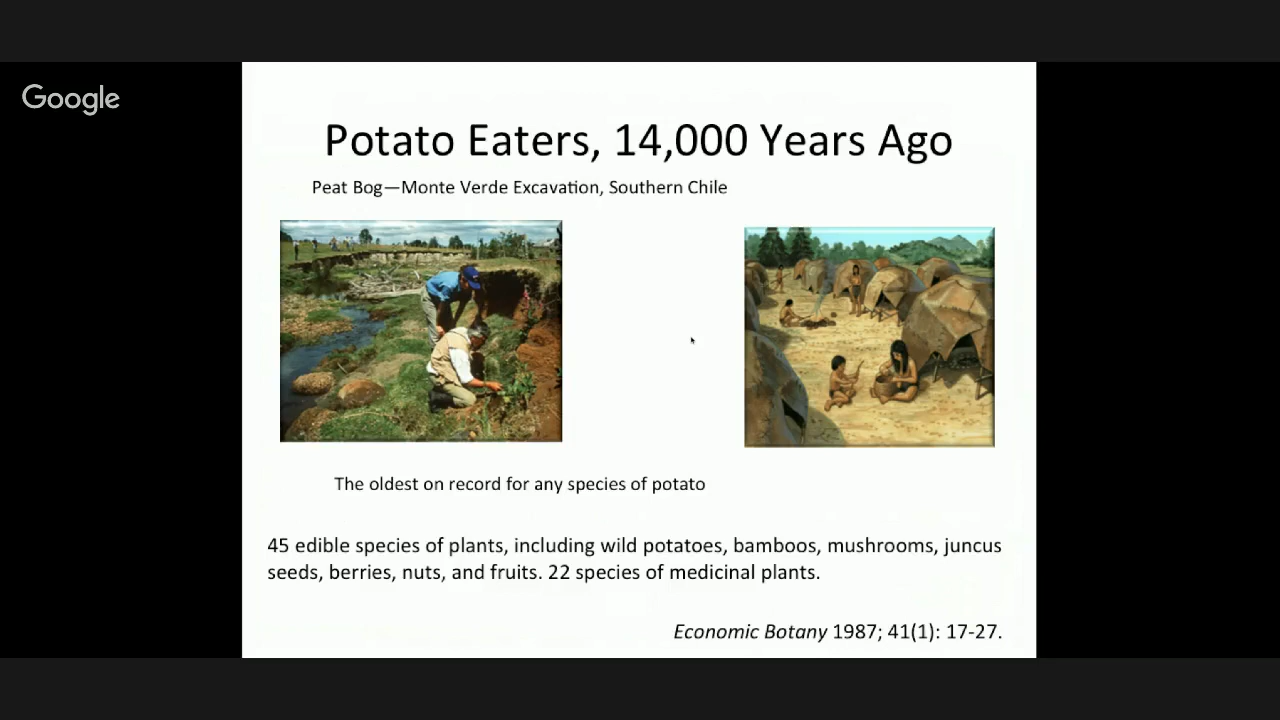 Google
Potato Eaters, 14,000 Years Ago
Peat Bog—Monte Verde Excavation, Southern Chile
The oldest on record for any species of potato
45 edible species of plants, including wild potatoes, bamboos, mushrooms, juncus
seeds, berries, nuts, and fruits. 22 species of medicinal plants.
Economic Botany 1987; 41(1): 17-27.